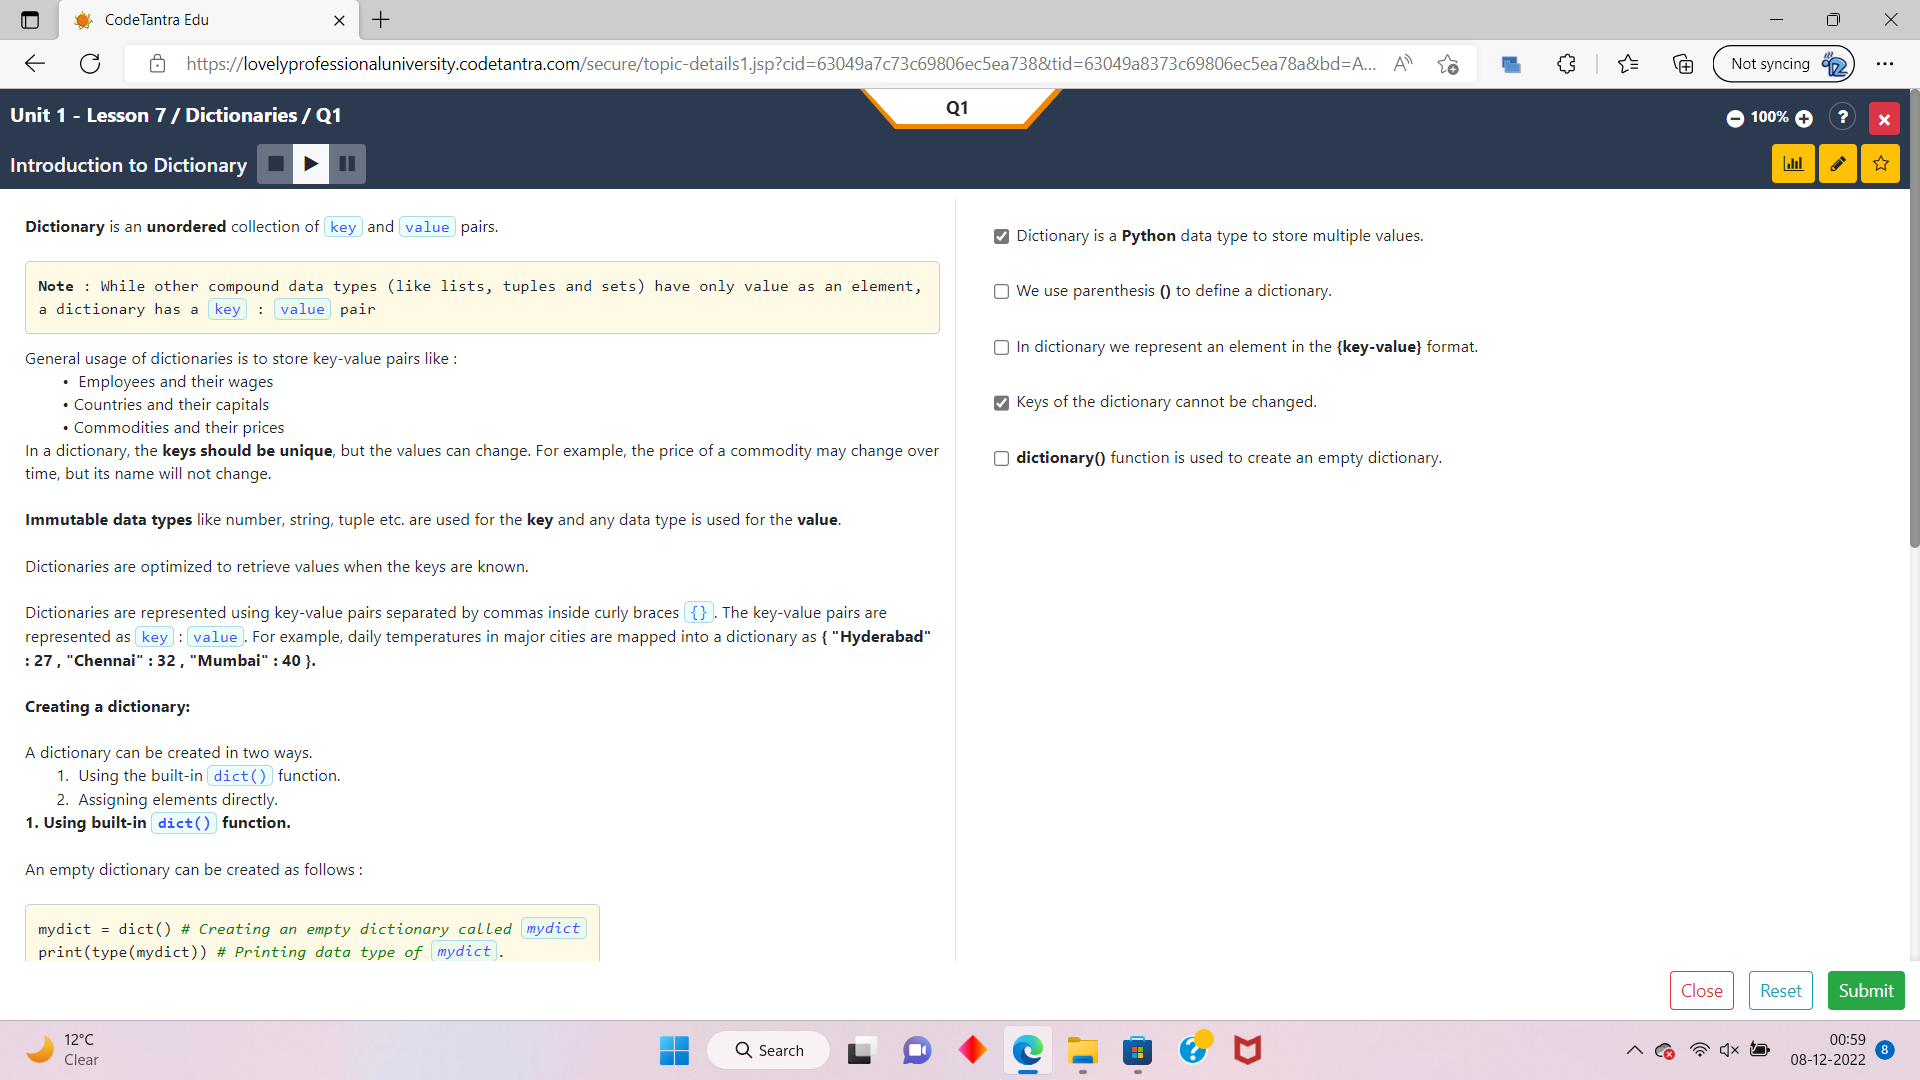 CodeTantra Edu
https://lovelyprofessionaluniversity.codetantra.com/secure/topic-details1.jsp?cid=63049a7c73c69806ec5ea738&tid=63049a8373c69806ec5ea78a&bd=A...
Not syncing
Unit 1 - Lesson 7 / Dictionaries / Q1
Q1
100%
?
Introduction to Dictionary
Dictionary is an unordered collection of key and value pairs.
Note : While other compound data types (like lists, tuples and sets) have only value as an element,
a dictionary has a key : value pair
General usage of dictionaries is to store key-value pairs like :
• Employees and their wages
• Countries and their capitals
• Commodities and their prices
In a dictionary, the keys should be unique, but the values can change. For example, the price of a commodity may change over
time, but its name will not change.
Immutable data types like number, string, tuple etc. are used for the key and any data type is used for the value.
Dictionaries are optimized to retrieve values when the keys are known.
Dictionaries are represented using key-value pairs separated by commas inside curly braces {}. The key-value pairs are
represented as key : value. For example, daily temperatures in major cities are mapped into a dictionary as { "Hyderabad"
: 27 , "Chennai" : 32 , "Mumbai" : 40 }.
Creating a dictionary:
A dictionary can be created in two ways.
1. Using the built-in dict() function.
2. Assigning elements directly.
1. Using built-in dict() function.
An empty dictionary can be created as follows :
mydict = dict() # Creating an empty dictionary called mydict
print(type(mydict)) # Printing data type of mydict.
Dictionary is a Python data type to store multiple values.
We use parenthesis () to define a dictionary.
In dictionary we represent an element in the {key-value} format.
Keys of the dictionary cannot be changed.
dictionary() function is used to create an empty dictionary.
Close
Reset
Submit
12°C
Clear
Search
00:59
08-12-2022
8